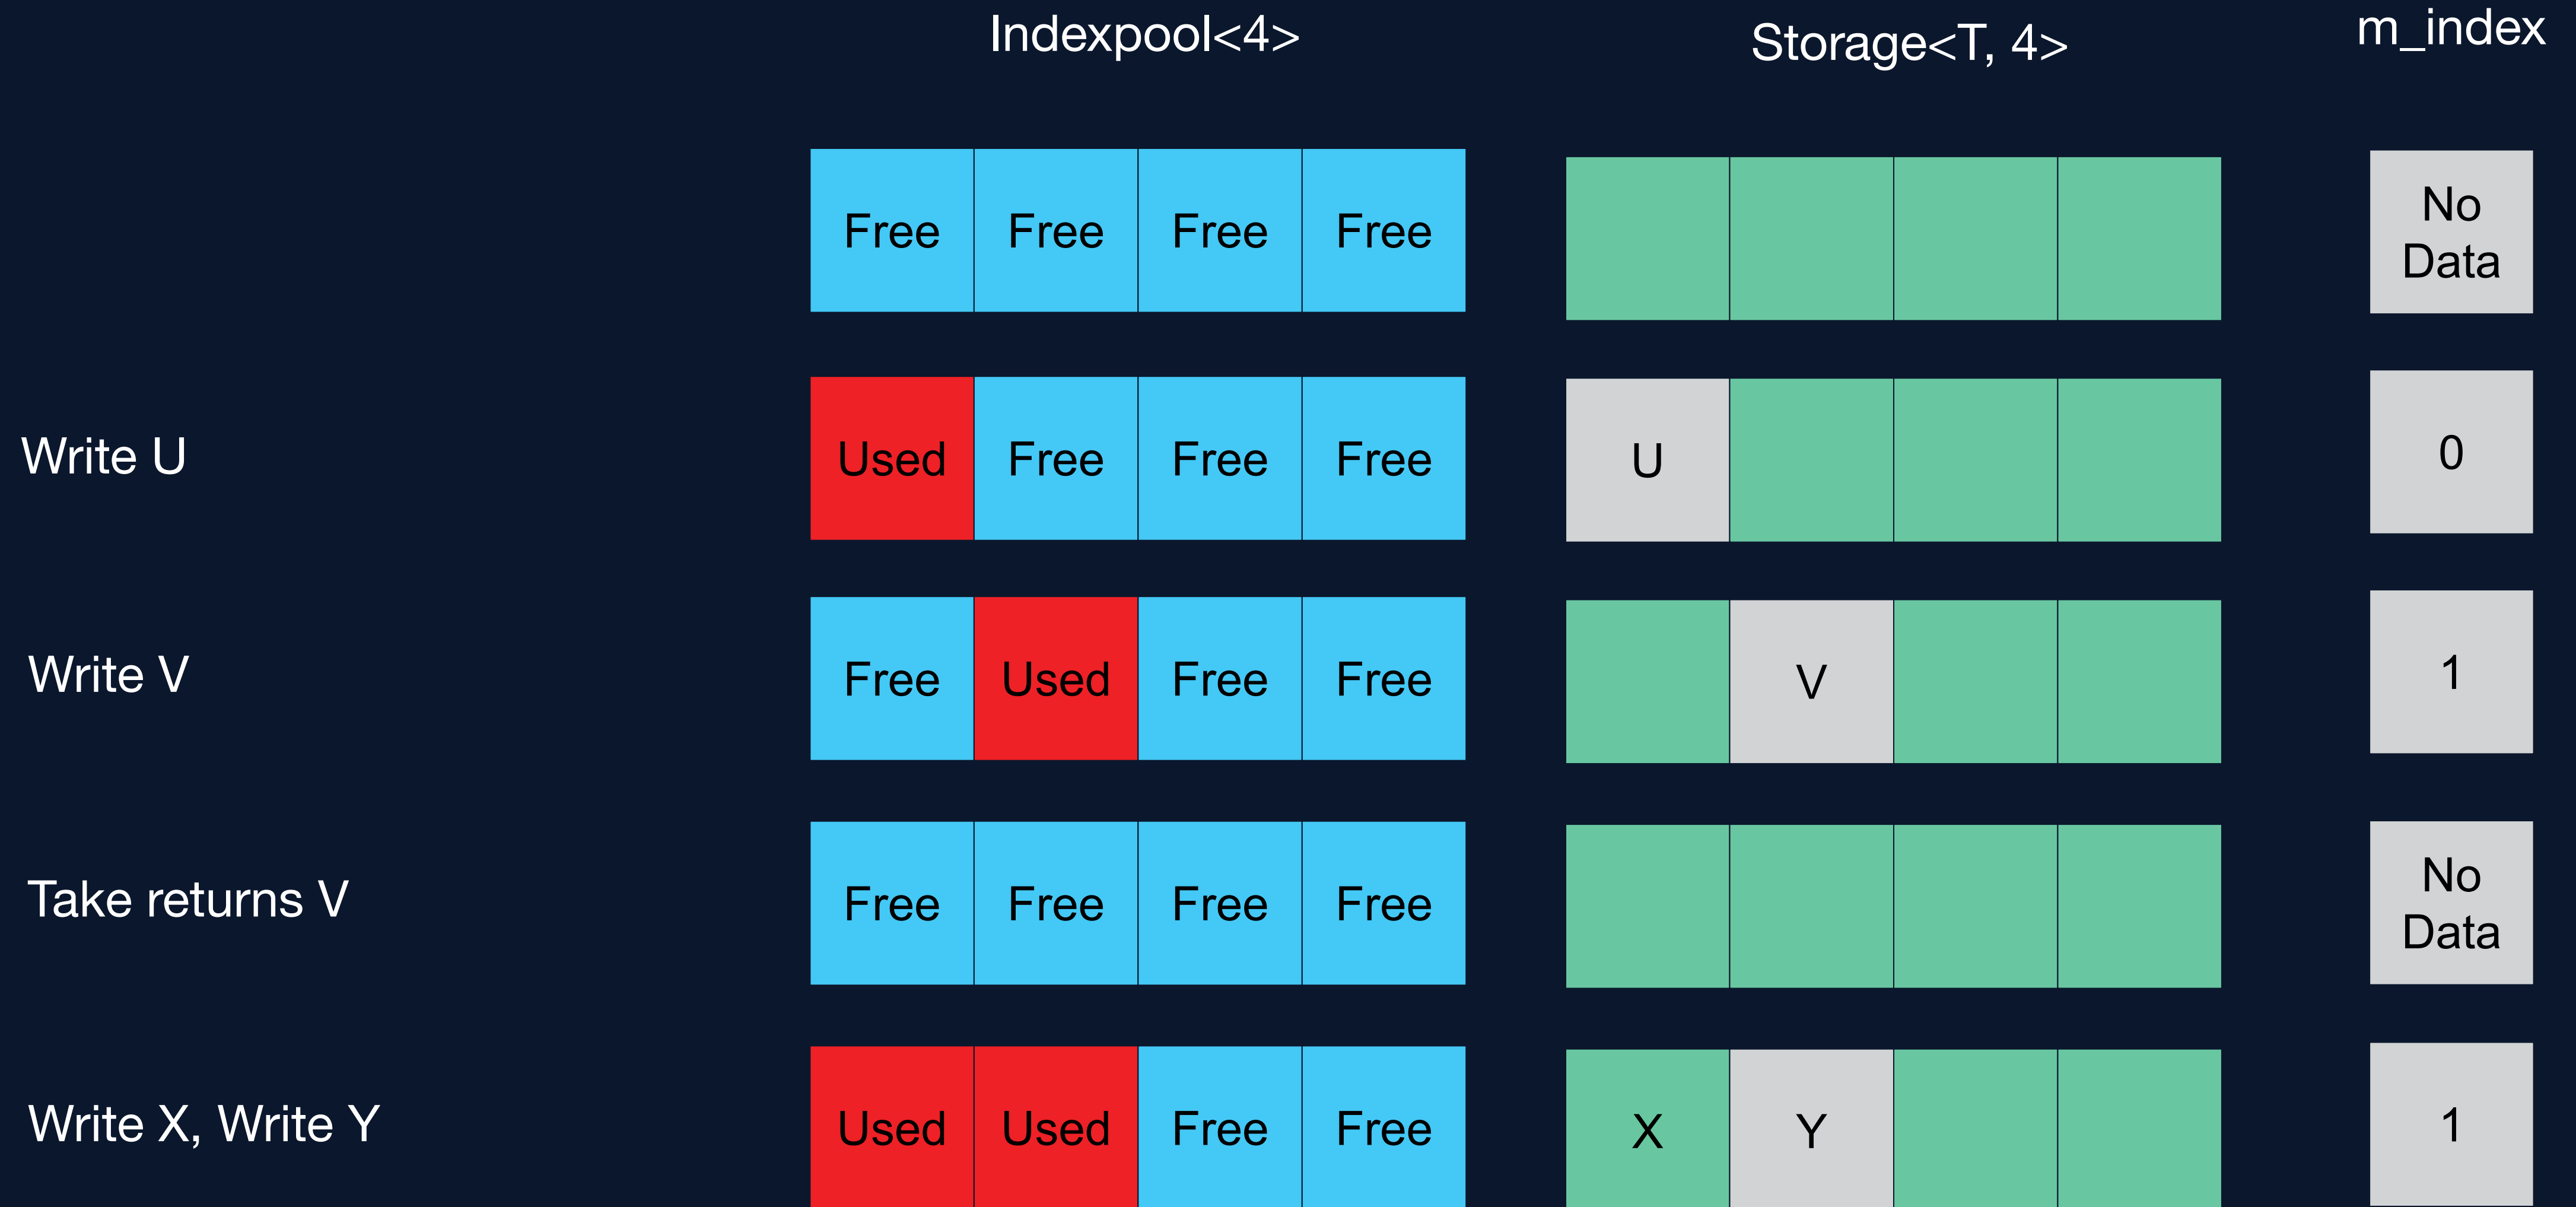 Indexpool<4> Storage<T, 4> m_index
Free Free Free Free No
Data
Write U Used Free Free Free U 0
Write V Free Used Free Free V 1
Take returns V Free Free Free Free No
Data
Write X, Write Y Used Used Free Free X Y 1